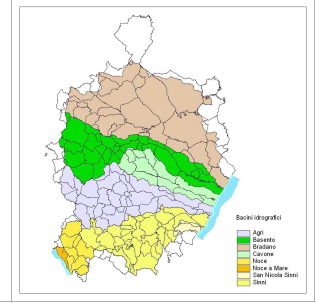 Bacini idrografici
Agri
Basento
Bradano
Cavone
Noce
Noce a Mare
San Nicola Sinni
Sinni